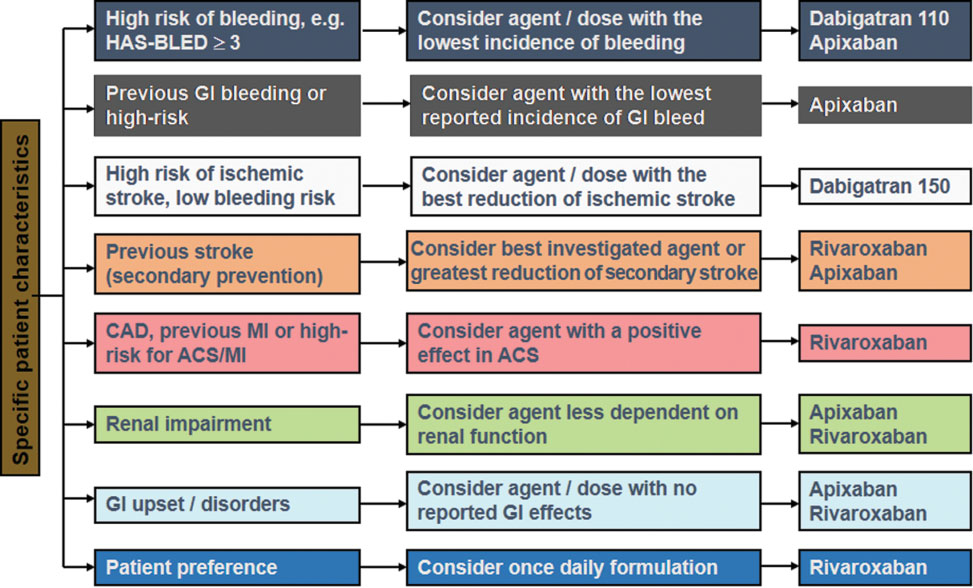 Specific patient characteristics
High risk of bleeding, e.g.
HAS-BLED ≥ 3
Consider agent / dose with the
lowest incidence of bleeding
Dabigatran 110
Apixaban
Previous GI bleeding or
high-risk
Consider agent with the lowest
reported incidence of GI bleed
Apixaban
High risk of ischemic
stroke, low bleeding risk
Consider agent / dose with the
best reduction of ischemic stroke
Dabigatran 150
Previous stroke
(secondary prevention)
Consider best investigated agent or
greatest reduction of secondary stroke
Rivaroxaban
Apixaban
CAD, previous MI or high-
risk for ACS/MI
Consider agent with a positive
effect in ACS
Rivaroxaban
Renal impairment
Consider agent less dependent on
renal function
Apixaban
Rivaroxaban
GI upset / disorders
Consider agent / dose with no
reported GI effects
Apixaban
Rivaroxaban
Patient preference
Consider once daily formulation
Rivaroxaban